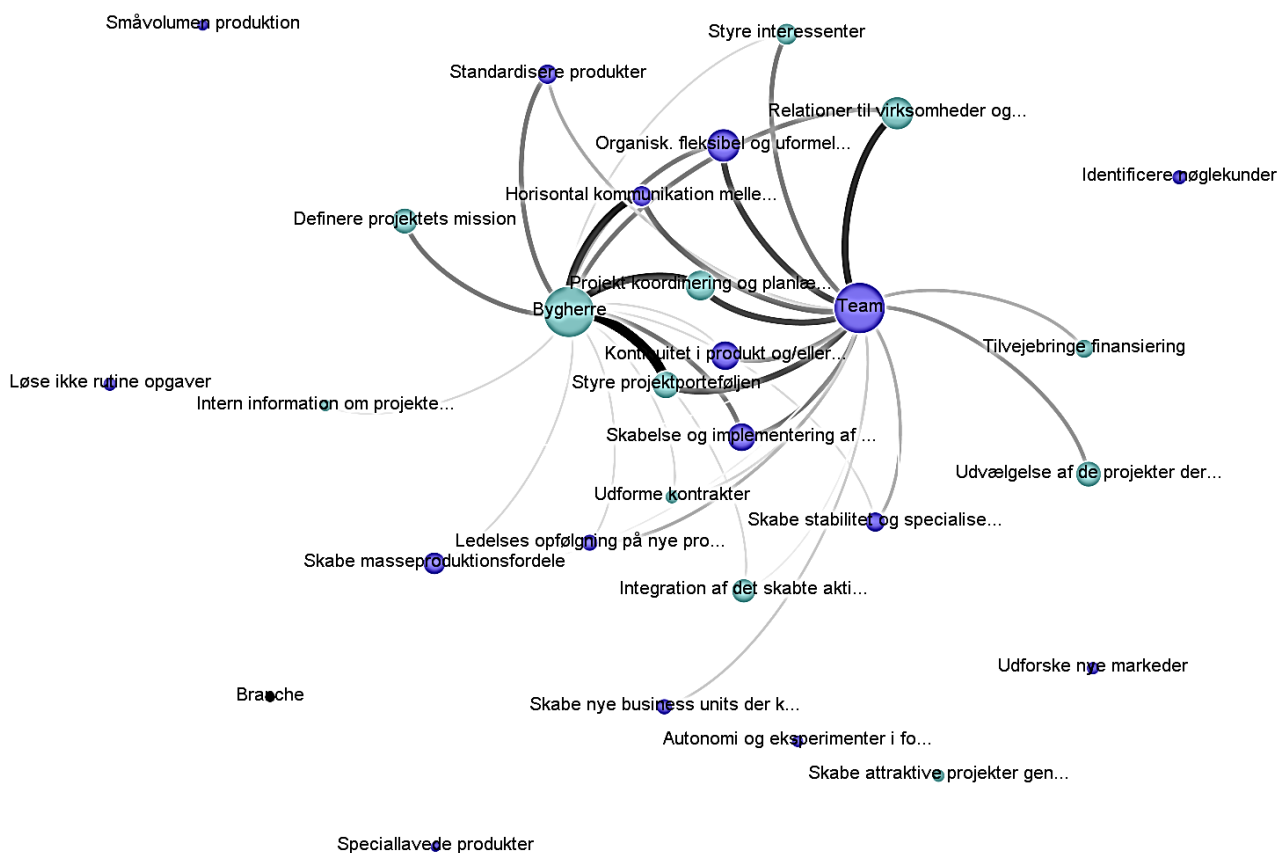 Småvolumen produktion
Styre interessenter
Standardisere produkter
Relationer til virksomheder og...
Organisk. fleksibel og uformel...
Identificere nøglekunder
Horisontal kommunikation melle...
Definere projektets mission
Projekt koordinering og planlæ...
Bygherre
Team
Kontinuitet i produkt og/eller...
Tilvejebringe finansiering
Løse ikke rutine opgaver
Styre projektporteføljen
Intern information om projekte...
Skabelse og implementering af ...
Udvælgelse af de projekter der...
Udforme kontrakter
Skabe stabilitet og specialise...
Ledelses opfølgning på nye pro...
Skabe masseproduktionsfordele
Integration af det skabte akti...
Udforske nye markeder
Branche
Skabe nye business units der k...
Autonomi og eksperimenter i fo...
Skabe attraktive projekter gen...
Speciallavede produkter